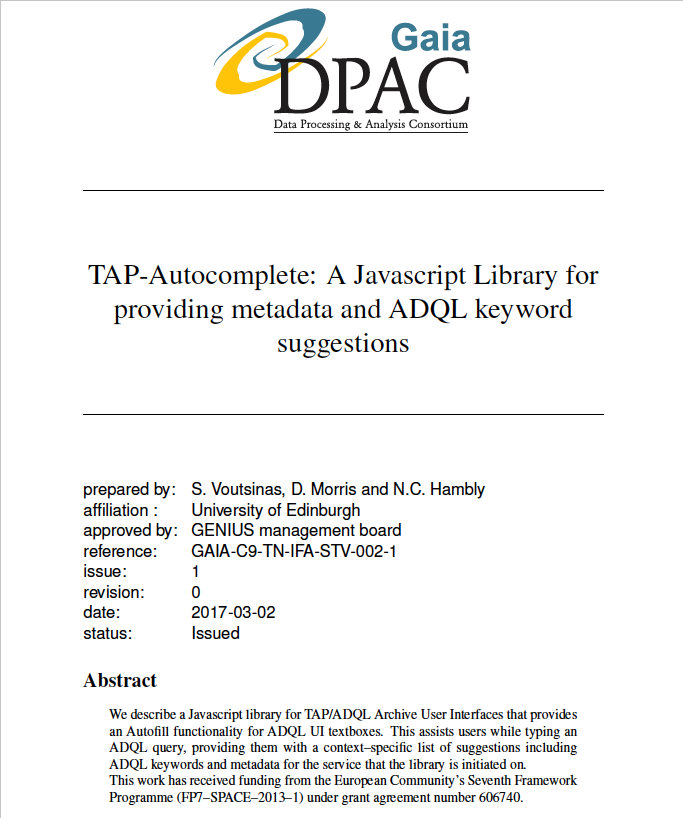 Gaia
DPAC
Data Processing & Analysis Consortium
TAP-Autocomplete: A Javascript Library for
providing metadata and ADQL keyword
suggestions
prepared by: S. Voutsinas, D. Morris and N.C. Hambly
affiliation : University of Edinburgh
approved by: GENIUS management board
reference: GAIA-C9-TN-IFA-STV-002-1
issue: 1
revision: 0
date: 2017-03-02
status: Issued
Abstract
We describe a Javascript library for TAP/ADQL Archive User Interfaces that provides
an Autofill functionality for ADQL UI textboxes. This assists users while typing an
ADQL query, providing them with a context–specific list of suggestions including
ADQL keywords and metadata for the service that the library is initiated on.
This work has received funding from the European Community's Seventh Framework
Programme (FP7–SPACE–2013–1) under grant agreement number 606740.